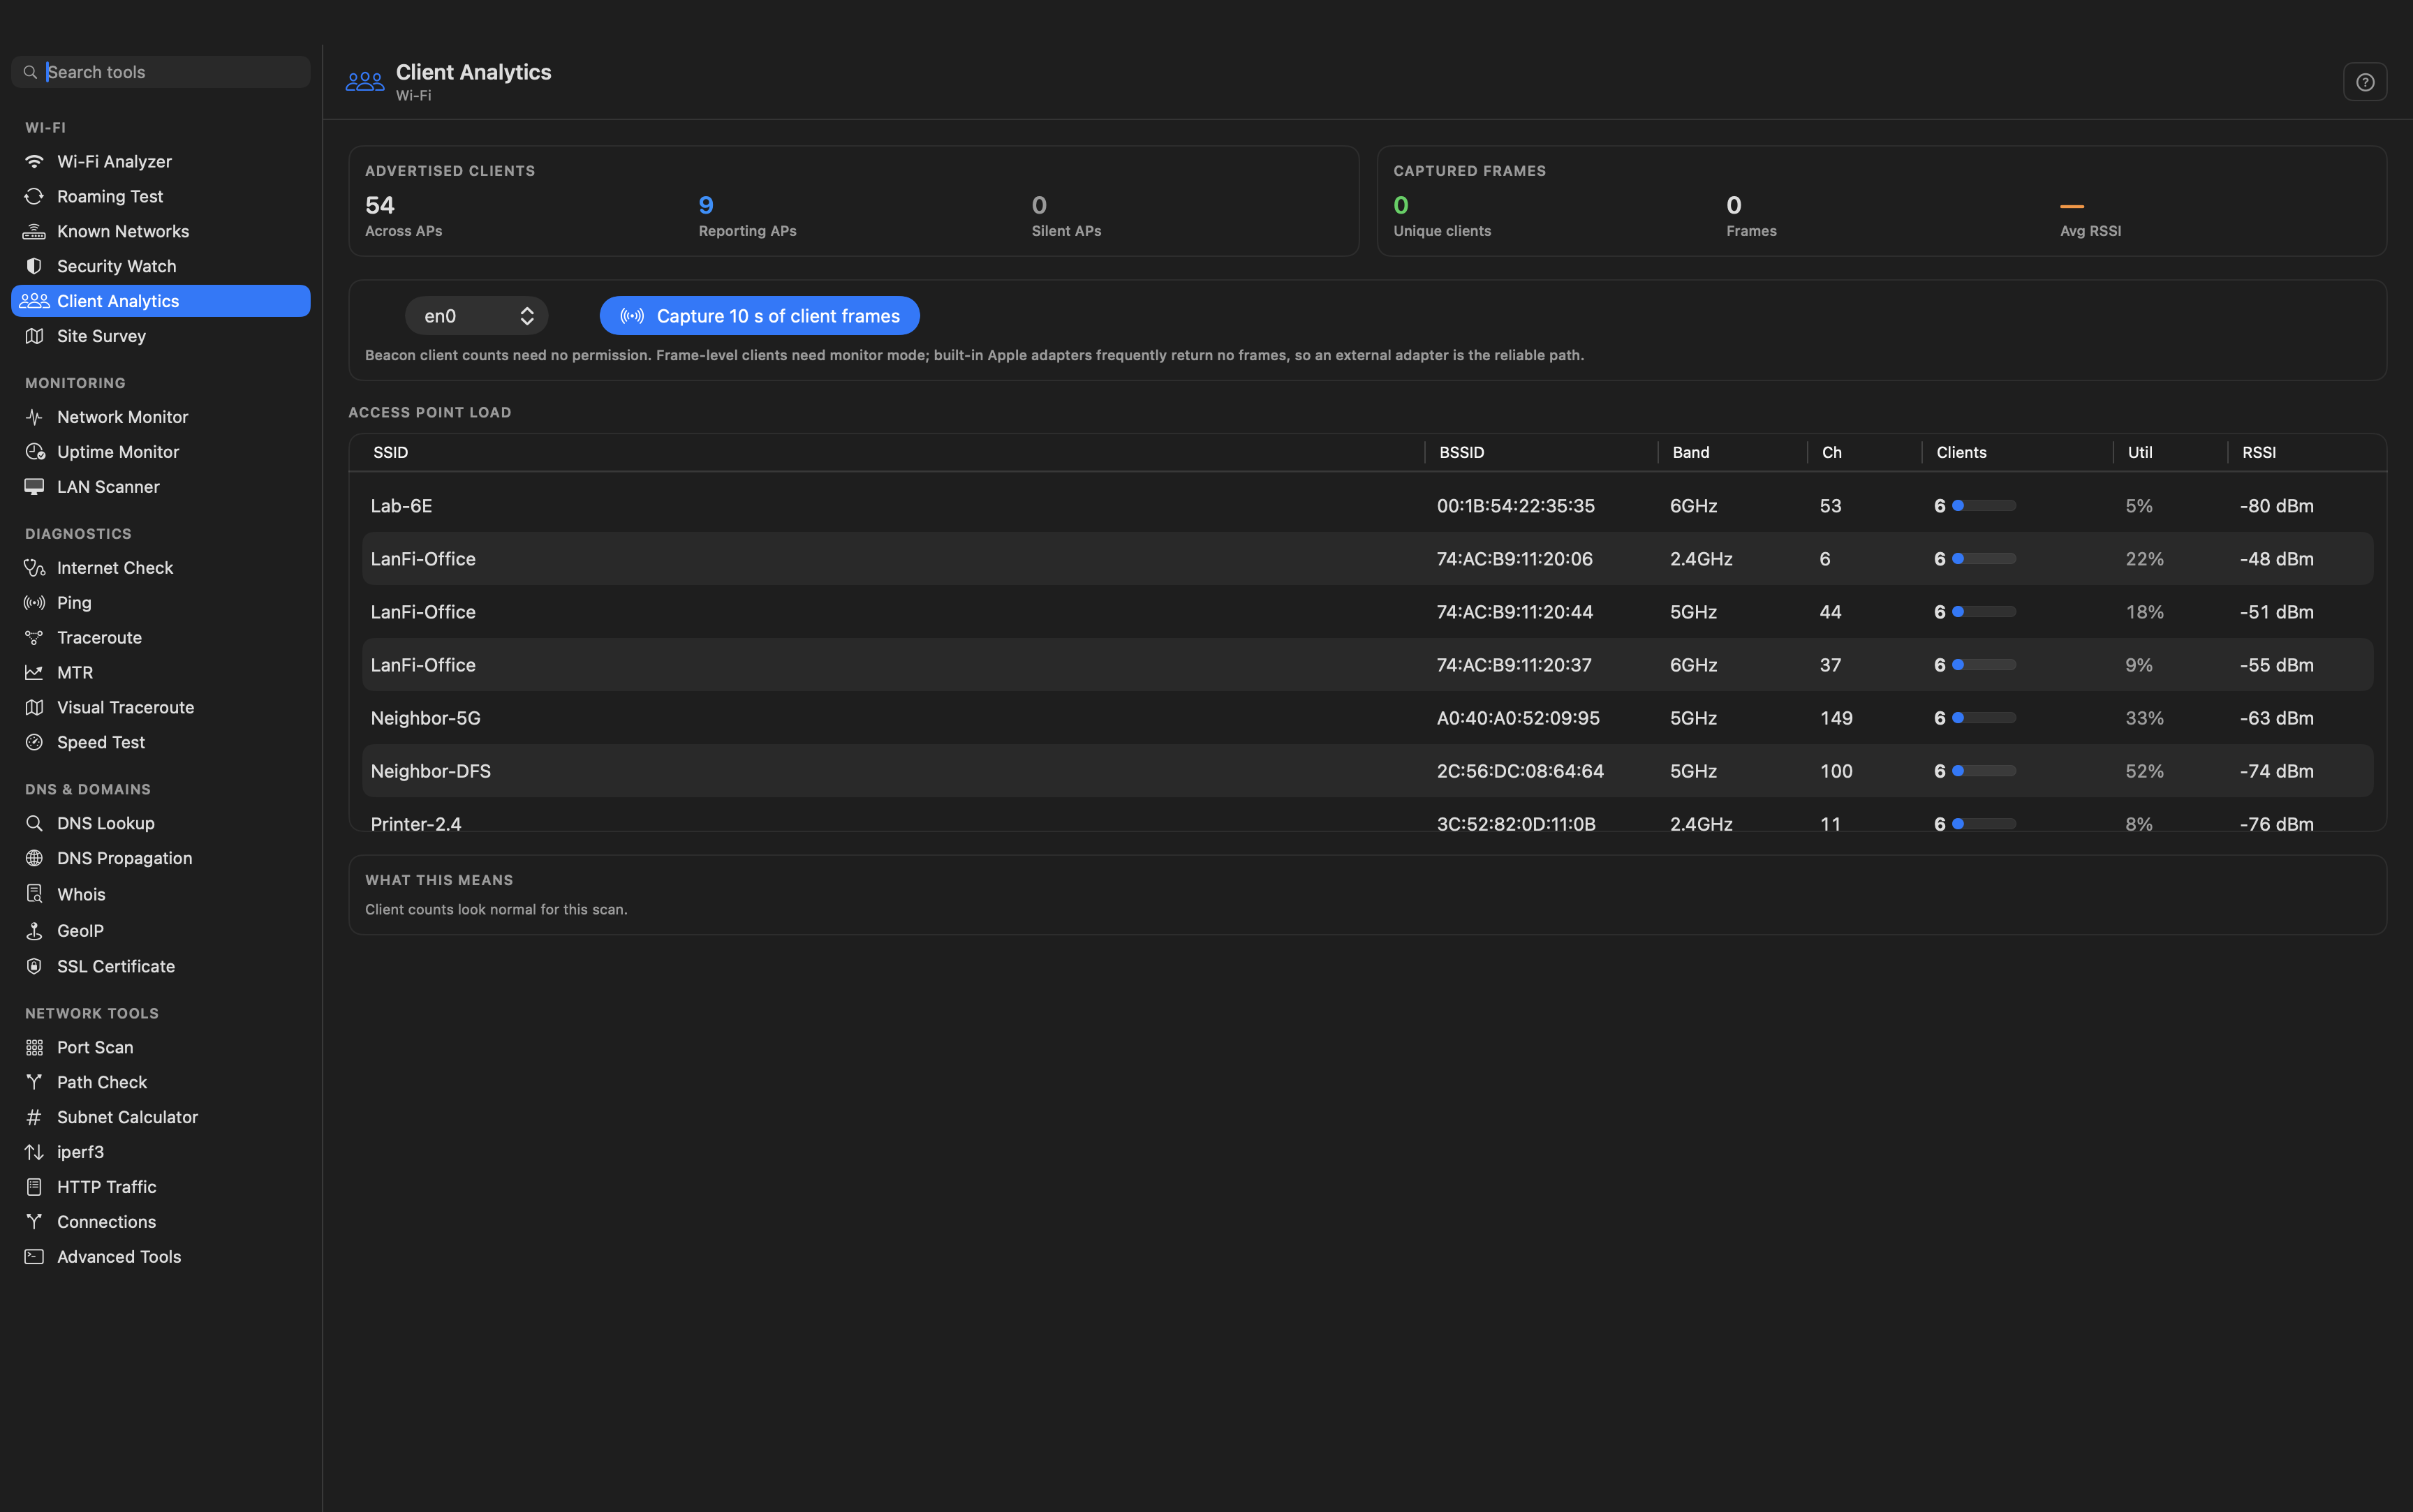 Search tools
WI-FI
Wi-Fi Analyzer
Roaming Test
Known Networks
Security Watch
Client Analytics
Site Survey
MONITORING
Network Monitor
Uptime Monitor
LAN Scanner
DIAGNOSTICS
Internet Check
Ping
Traceroute
MTR
Visual Traceroute
Speed Test
DNS & DOMAINS
DNS Lookup
DNS Propagation
Whois
GeoIP
SSL Certificate
NETWORK TOOLS
Port Scan
Path Check
Subnet Calculator
iperf3
HTTP Traffic
Connections
Advanced Tools
Client Analytics
Wi-Fi
ADVERTISED CLIENTS
54 9 0
Across APs Reporting APs Silent APs
CAPTURED FRAMES
0 0 —
Unique clients Frames Avg RSSI
en0 Capture 10 s of client frames
Beacon client counts need no permission. Frame-level clients need monitor mode; built-in Apple adapters frequently return no frames, so an external adapter is the reliable path.
ACCESS POINT LOAD
SSID BSSID Band Ch Clients Util RSSI
Lab-6E 00:1B:54:22:35:35 6GHz 53 6 5% -80 dBm
LanFi-Office 74:AC:B9:11:20:06 2.4GHz 6 6 22% -48 dBm
LanFi-Office 74:AC:B9:11:20:44 5GHz 44 6 18% -51 dBm
LanFi-Office 74:AC:B9:11:20:37 6GHz 37 6 9% -55 dBm
Neighbor-5G A0:40:A0:52:09:95 5GHz 149 6 33% -63 dBm
Neighbor-DFS 2C:56:DC:08:64:64 5GHz 100 6 52% -74 dBm
Printer-2.4 3C:52:82:0D:11:0B 2.4GHz 11 6 8% -76 dBm
WHAT THIS MEANS
Client counts look normal for this scan.